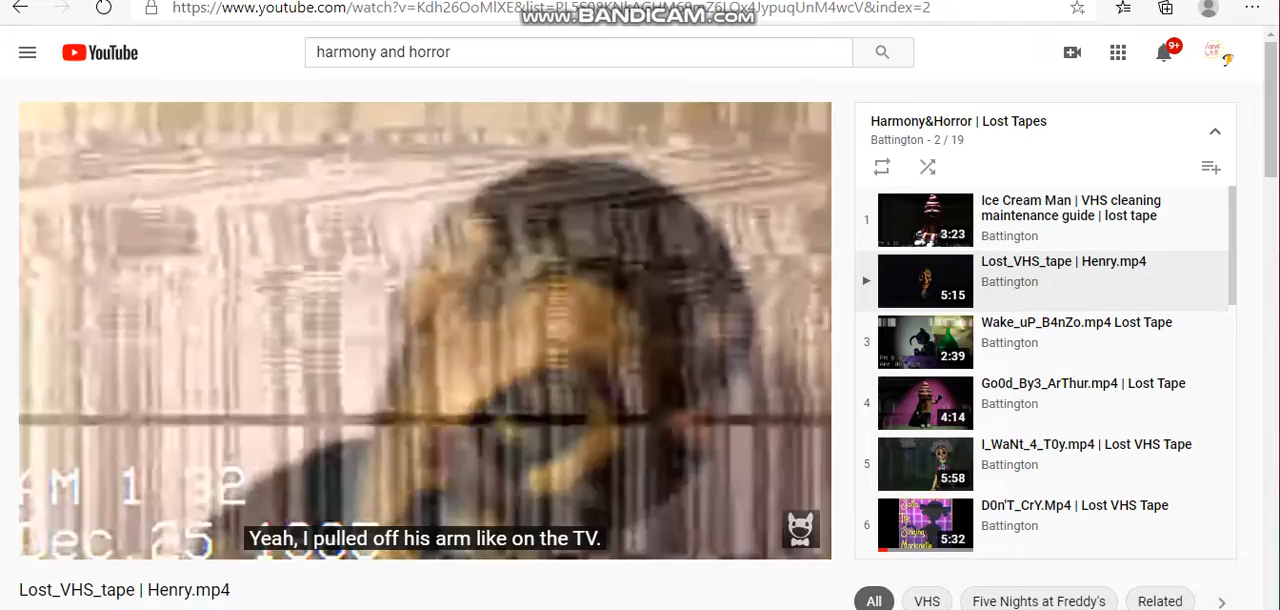 https://www.youtube.com/watch?v=Kdh26OoMlXE&list=
&index=2
www.BANDICAM.com
YouTube
harmony and horror
9+
Harmony&Horror | Lost Tapes
Battington - 2 / 19
1
3:23
Ice Cream Man | VHS cleaning
maintenance guide | lost tape
Battington
5:15
Lost_VHS_tape | Henry.mp4
Battington
3
2:39
Wake_uP_B4nZo.mp4 Lost Tape
Battington
4
4:14
Go0d_By3_ArThur.mp4 | Lost Tape
Battington
5
5:58
I_WaNt_4_T0y.mp4 | Lost VHS Tape
Battington
6
5:32
D0n'T_CrY.Mp4 | Lost VHS Tape
Battington
AM 1:32
Dec.25
Yeah, I pulled off his arm like on the TV.
Lost_VHS_tape | Henry.mp4
All
VHS
Five Nights at Freddy's
Related